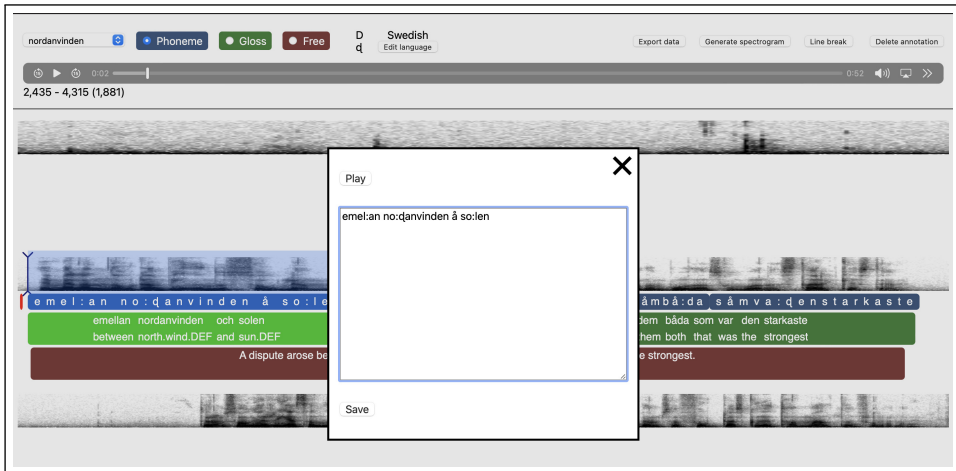 nordanvinden Phoneme Gloss Free D Swedish Export data Generate spectrogram Line break Delete annotation
ɖ Edit language
0:02 0:52
2,435 - 4,315 (1,881)
Play
emel:an no:ɖanvinden å so:len
emel:an no:ɖanvinden å so:le åmbå:da såmva:ɖenstarkaste
emellan nordanvinden och solen dem båda som var den starkaste
between north.wind.DEF and sun.DEF hem both that was the strongest
A dispute arose be e strongest.
Save